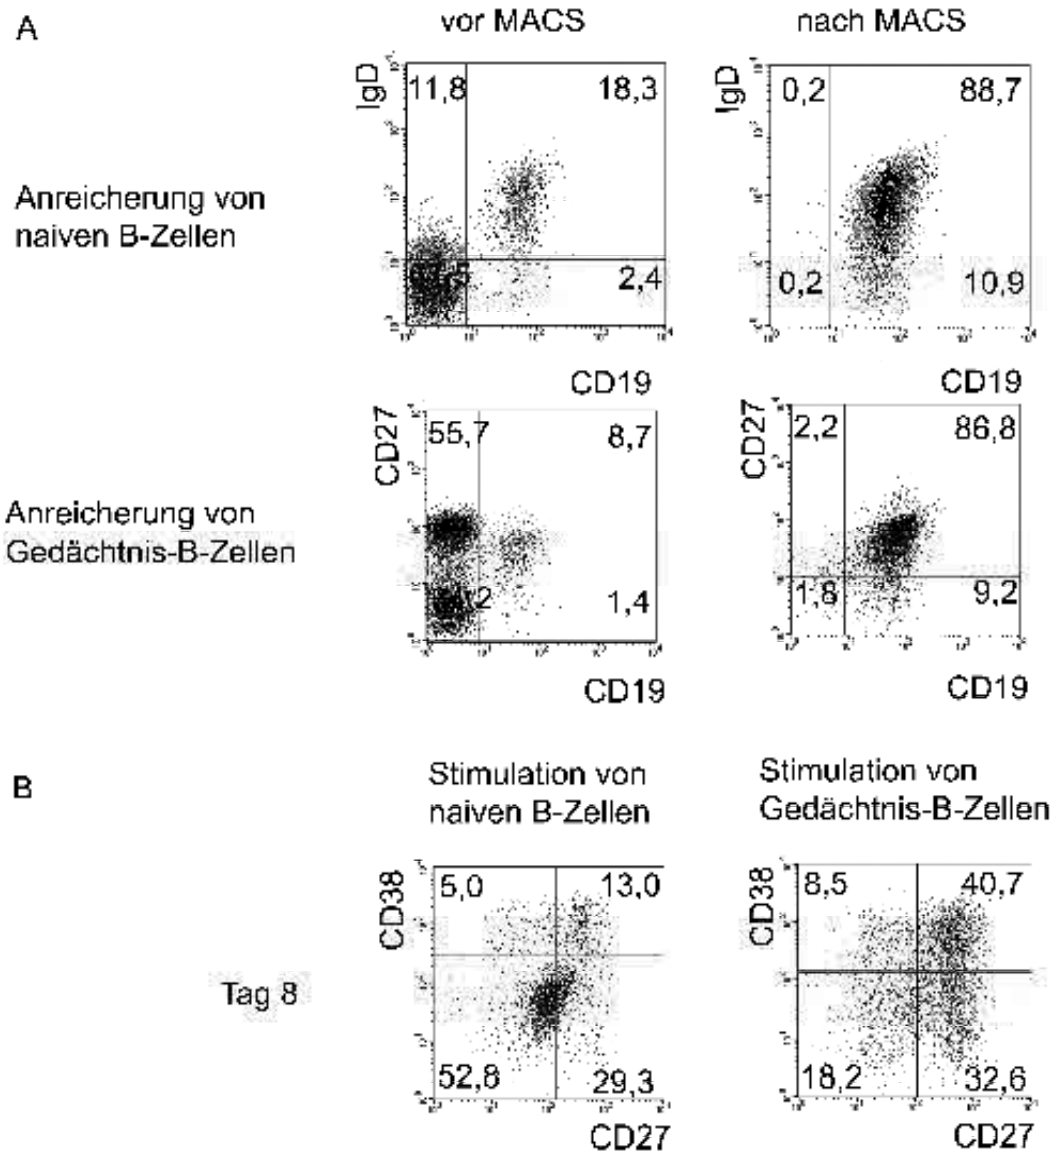 A
vor MACS
nach MACS
Anreicherung von
naiven B-Zellen
IgD
11,8
18,3
2,4
CD19
IgD
0,2
88,7
0,2
10,9
CD19
Anreicherung von
Gedächtnis-B-Zellen
CD27
55,7
8,7
1,4
CD19
CD27
2,2
86,8
1,8
9,2
CD19
B
Stimulation von
naiven B-Zellen
Stimulation von
Gedächtnis-B-Zellen
Tag 8
CD38
5,0
13,0
52,8
29,3
CD27
CD38
8,5
40,7
18,2
32,6
CD27